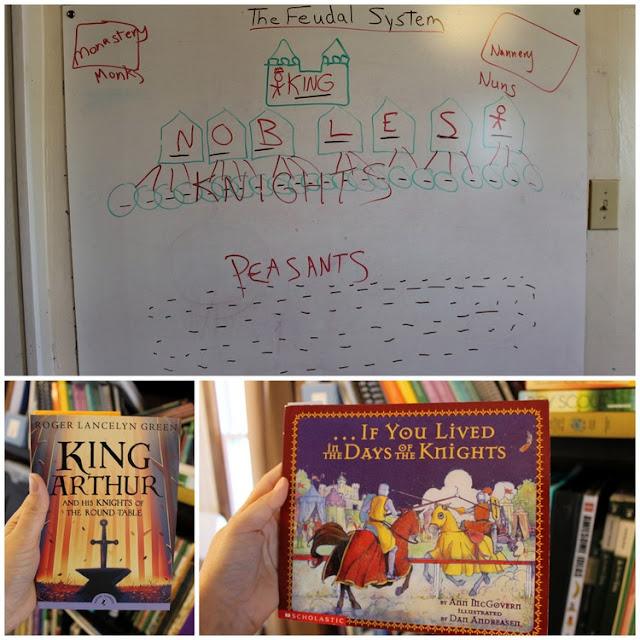 The Feudal System
Monastery
Monks
Nannery
Nuns
KING
NOBLES
KNIGHTS
PEASANTS
ROGER LANCELYN GREEN
KING
ARTHUR
AND HIS KNIGHTS OF
THE ROUND TABLE
...IF YOU LIVED
IN THE DAYS OF THE KNIGHTS
BY ANN MCGOVERN
ILLUSTRATED
BY DAN ANDREASEN
SCHOLASTIC